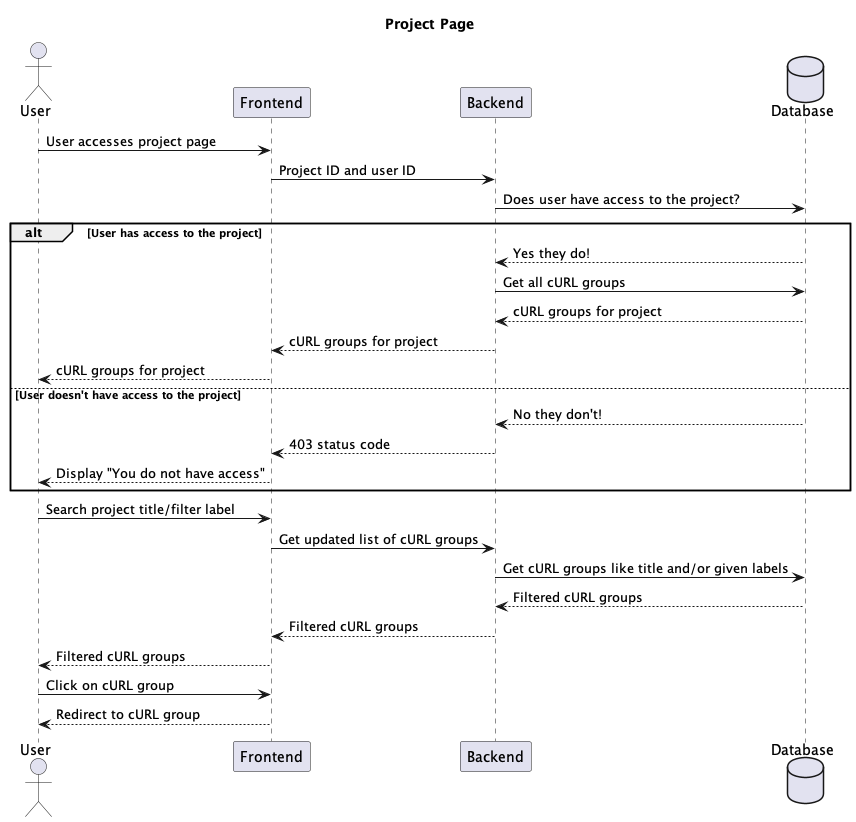 Project Page
User
Frontend
Backend
Database
User accesses project page
Project ID and user ID
Does user have access to the project?
alt
[User has access to the project]
Yes they do!
Get all cURL groups
cURL groups for project
cURL groups for project
cURL groups for project
[User doesn't have access to the project]
No they don't!
403 status code
Display "You do not have access"
Search project title/filter label
Get updated list of cURL groups
Get cURL groups like title and/or given labels
Filtered cURL groups
Filtered cURL groups
Filtered cURL groups
Click on cURL group
Redirect to cURL group
User
Frontend
Backend
Database